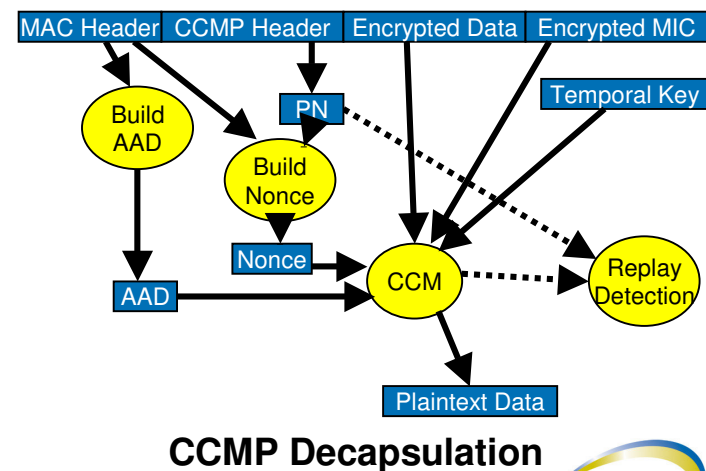 MAC Header CCMP Header Encrypted Data Encrypted MIC
Temporal Key
PN
Build
AAD
Build
Nonce
Nonce
AAD
CCM
Replay
Detection
Plaintext Data
CCMP Decapsulation